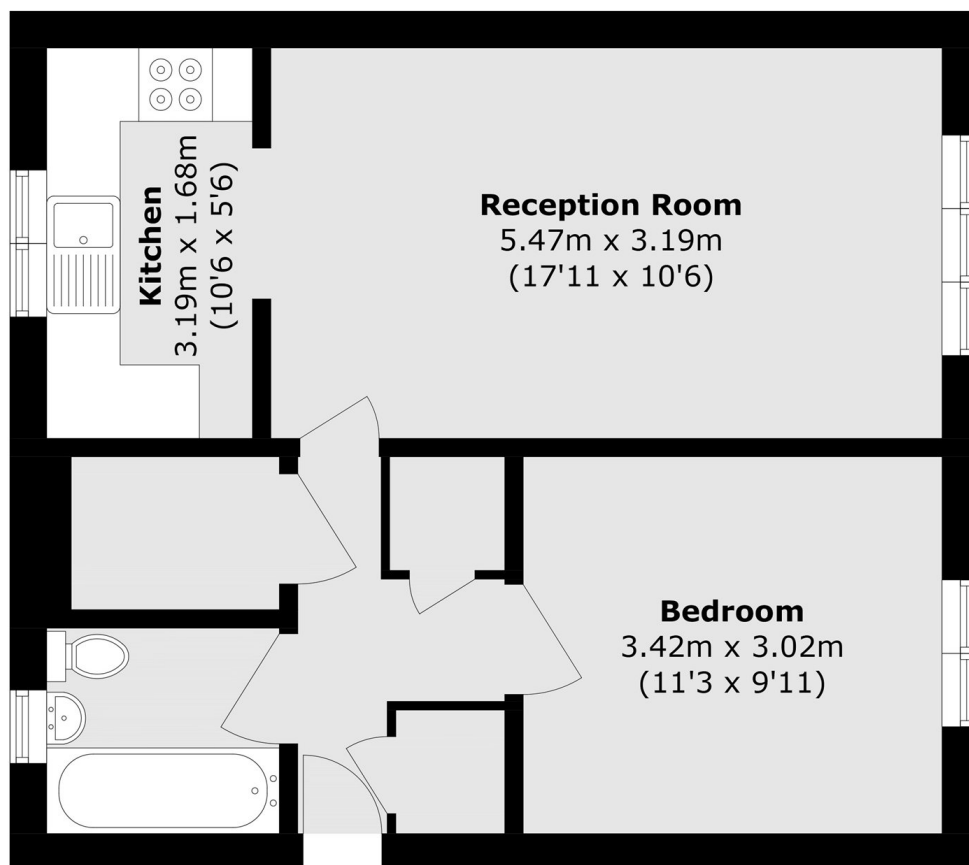 Kitchen
3.19m x 1.68m
(10'6 x 5'6)
Reception Room
5.47m x 3.19m
(17'11 x 10'6)
Bedroom
3.42m x 3.02m
(11'3 x 9'11)